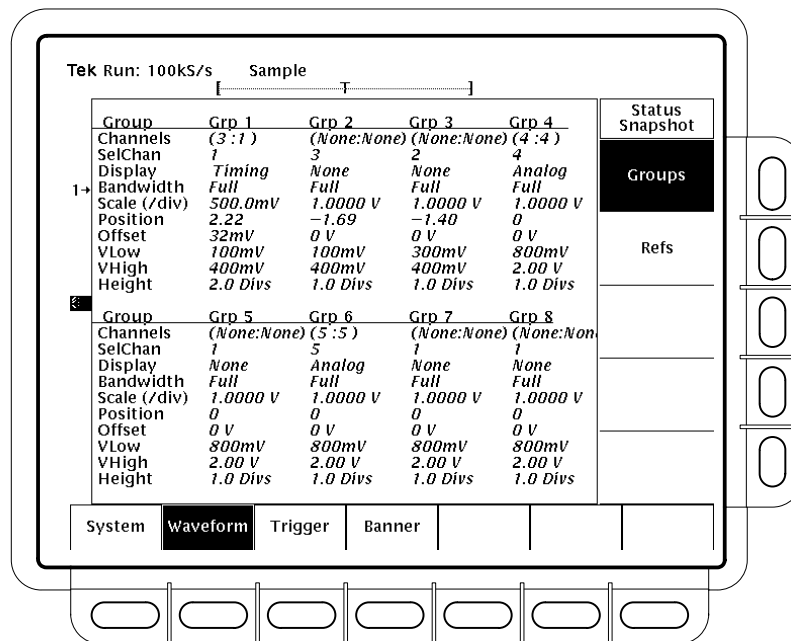 Tek Run: 100kS/s Sample
[ T ]
Group Grp 1 Grp 2 Grp 3 Grp 4
Channels (3:1) (None:None) (None:None) (4:4)
SelChan 1 3 2 4
Display Timing None None Analog
Bandwidth Full Full Full Full
Scale (/div) 500.0mV 1.0000 V 1.0000 V 1.0000 V
Position 2.22 −1.69 −1.40 0
Offset 32mV 0 V 0 V 0 V
VLow 100mV 100mV 300mV 800mV
VHigh 400mV 400mV 400mV 2.00 V
Height 2.0 Divs 1.0 Divs 1.0 Divs 1.0 Divs
1→
Group Grp 5 Grp 6 Grp 7 Grp 8
Channels (None:None) (5:5) (None:None) (None:Non
SelChan 1 5 1 1
Display None Analog None None
Bandwidth Full Full Full Full
Scale (/div) 1.0000 V 1.0000 V 1.0000 V 1.0000 V
Position 0 0 0 0
Offset 0 V 0 V 0 V 0 V
VLow 800mV 800mV 800mV 800mV
VHigh 2.00 V 2.00 V 2.00 V 2.00 V
Height 1.0 Divs 1.0 Divs 1.0 Divs 1.0 Divs
Status
Snapshot
Groups
Refs
System Waveform Trigger Banner